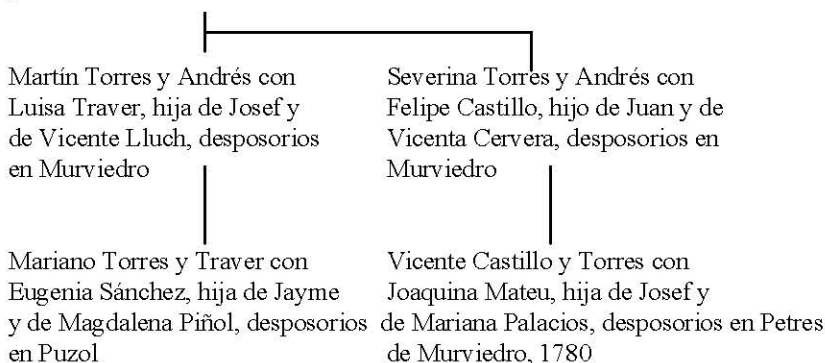 Martín Torres y Andrés con
Luisa Traver, hija de Josef y
de Vicente Lluch, desposorios
en Murviedro
Severina Torres y Andrés con
Felipe Castillo, hijo de Juan y de
Vicenta Cervera, desposorios en
Murviedro
Mariano Torres y Traver con
Eugenia Sánchez, hija de Jayme
y de Magdalena Piñol, desposorios
en Puzol
Vicente Castillo y Torres con
Joaquina Mateu, hija de Josef y
de Mariana Palacios, desposorios en Petres
de Murviedro, 1780